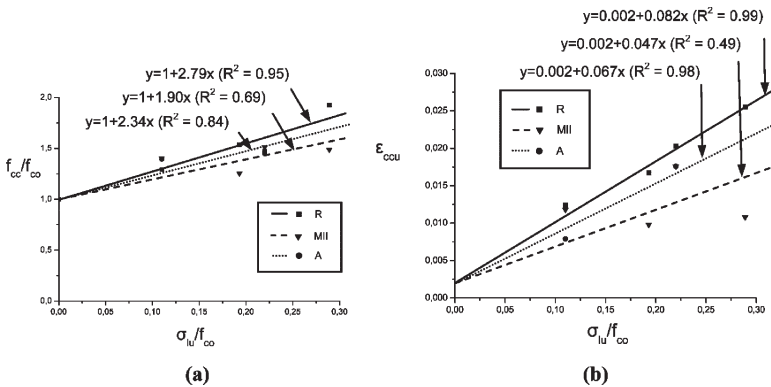 y=1+2.79x (R² = 0.95)
y=1+1.90x (R² = 0.69)
y=1+2.34x (R² = 0.84)
2,0
1,5
1,0
0,5
0,0
f_cc/f_co
R
MII
A
0,00 0,05 0,10 0,15 0,20 0,25 0,30
σ_lu/f_co
(a)
y=0.002+0.082x (R² = 0.99)
y=0.002+0.047x (R² = 0.49)
y=0.002+0.067x (R² = 0.98)
0,030
0,025
0,020
0,015
0,010
0,005
0,000
ε_ccu
R
MII
A
0,00 0,05 0,10 0,15 0,20 0,25 0,30
σ_lu/f_co
(b)